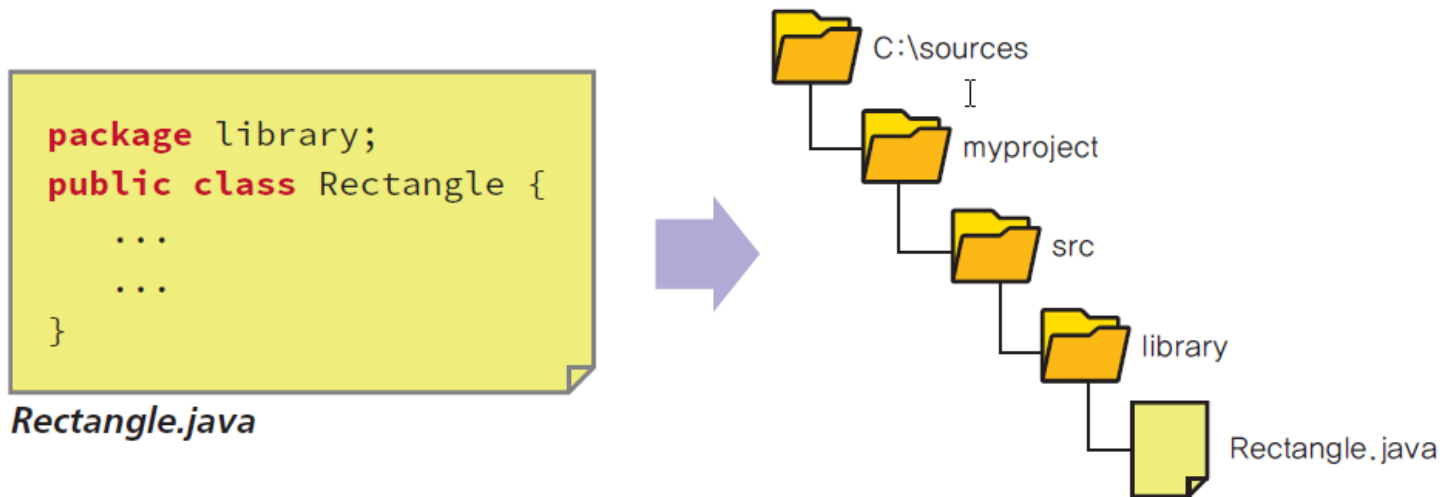 package library;
public class Rectangle {
...
...
}
Rectangle.java
C:\sources
myproject
src
library
Rectangle.java